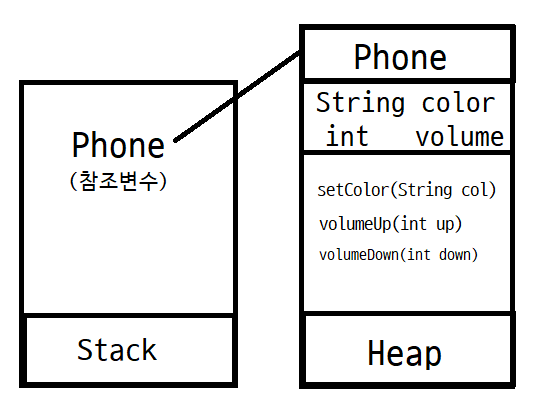 Phone
(참조변수)
Stack
Phone
String color
int volume
setColor(String col)
volumeUp(int up)
volumeDown(int down)
Heap